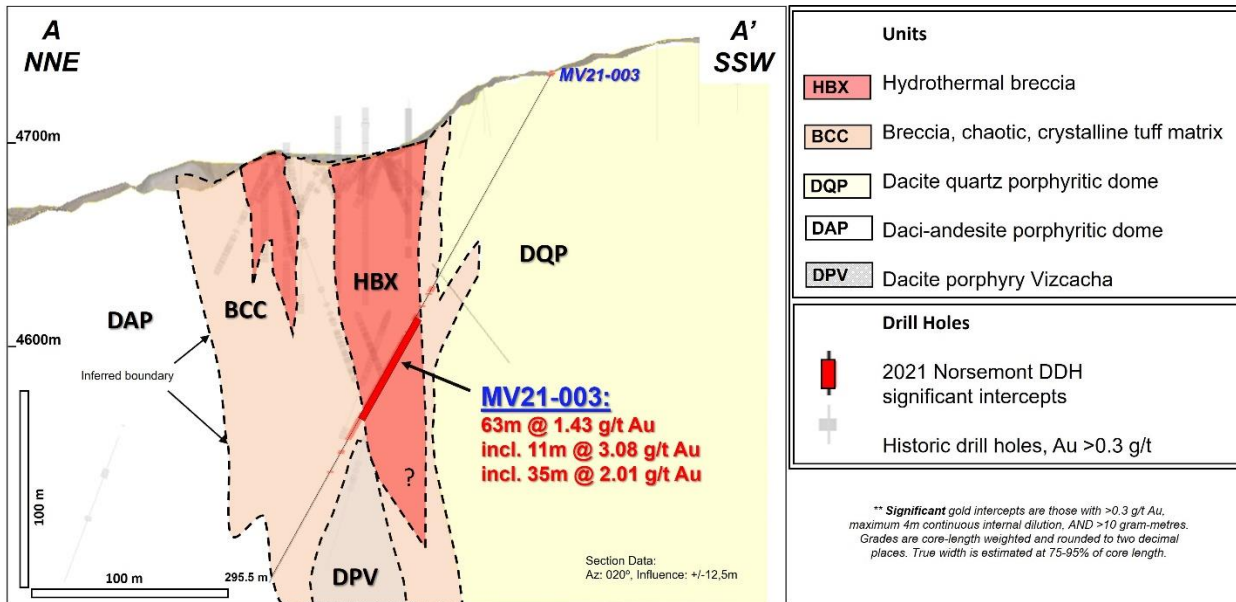 A
NNE
A'
SSW
MV21-003
4700m
4600m
DAP
BCC
HBX
DQP
Inferred boundary
MV21-003:
63m @ 1.43 g/t Au
incl. 11m @ 3.08 g/t Au
incl. 35m @ 2.01 g/t Au
?
100 m
100 m
295.5 m
DPV
Section Data:
Az: 020º, Influence: +/-12,5m
Units
HBX Hydrothermal breccia
BCC Breccia, chaotic, crystalline tuff matrix
DQP Dacite quartz porphyritic dome
DAP Daci-andesite porphyritic dome
DPV Dacite porphyry Vizcacha
Drill Holes
2021 Norsemont DDH
significant intercepts
Historic drill holes, Au >0.3 g/t
** Significant gold intercepts are those with >0.3 g/t Au,
maximum 4m continuous internal dilution, AND >10 gram-metres.
Grades are core-length weighted and rounded to two decimal
places. True width is estimated at 75-95% of core length.